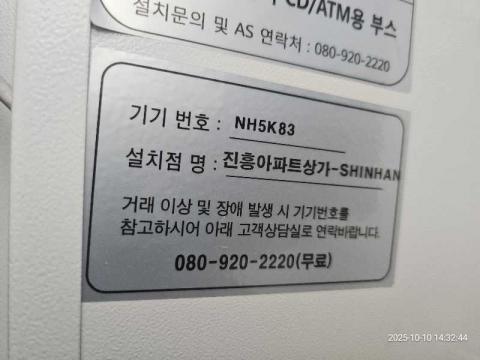 CD/ATM용 부스
설치문의 및 AS 연락처 : 080-920-2220
기기 번호 : NH5K83
설치점 명 : 진흥아파트상가-SHINHAN
거래 이상 및 장애 발생 시 기기번호를
참고하시어 아래 고객상담실로 연락바랍니다.
080-920-2220(무료)
2025-10-10 14:32:44